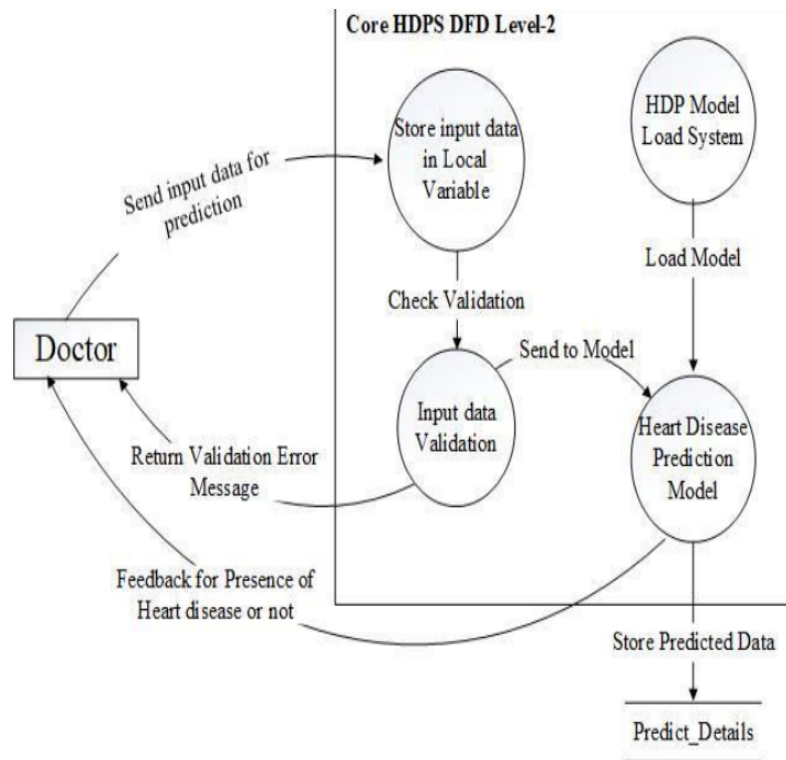 Core HDPS DFD Level-2
Store input data
in Local
Variable
HDP Model
Load System
Send input data for
prediction
Load Model
Check Validation
Doctor
Send to Model
Input data
Validation
Heart Disease
Prediction
Model
Return Validation Error
Message
Feedback for Presence of
Heart disease or not
Store Predicted Data
Predict_Details